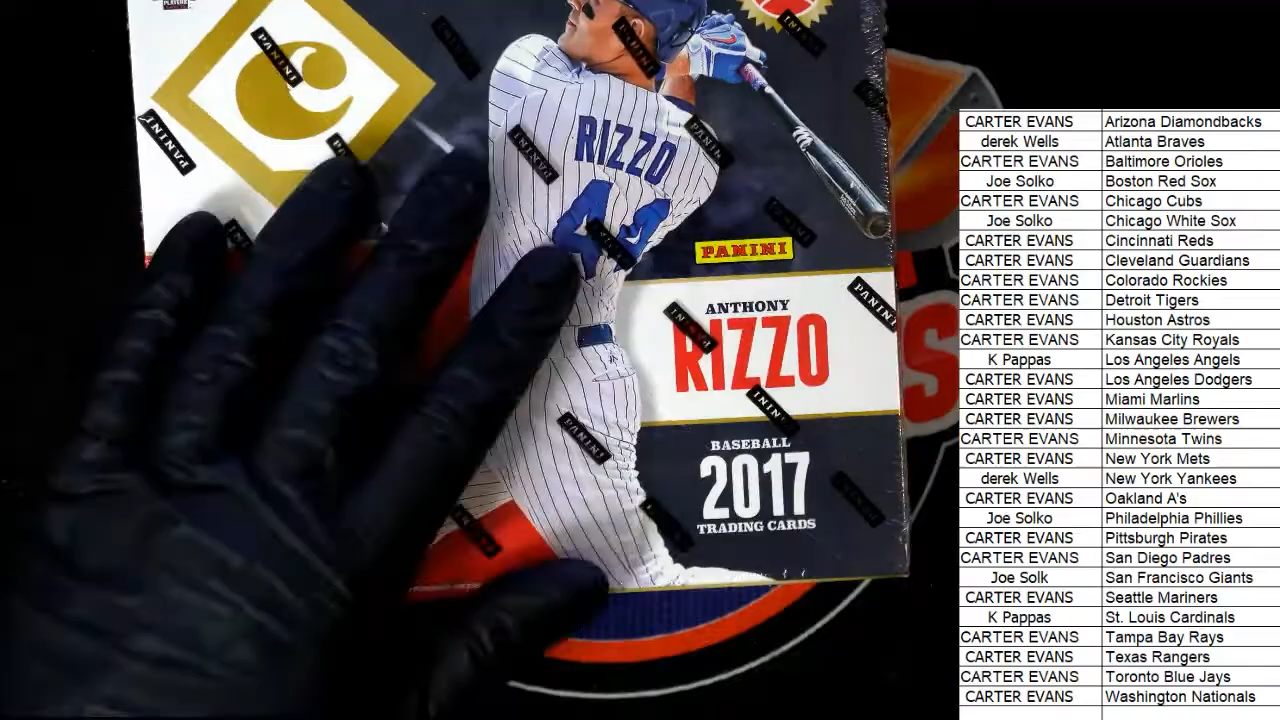 PANINI
PANINI
PANINI
PANINI
PANINI
RIZZO
44
PANINI
PANINI
ANTHONY
RIZZO
PANINI
BASEBALL
2017
TRADING CARDS
CARTER EVANS Arizona Diamondbacks
derek Wells Atlanta Braves
CARTER EVANS Baltimore Orioles
Joe Solko Boston Red Sox
CARTER EVANS Chicago Cubs
Joe Solko Chicago White Sox
CARTER EVANS Cincinnati Reds
CARTER EVANS Cleveland Guardians
CARTER EVANS Colorado Rockies
CARTER EVANS Detroit Tigers
CARTER EVANS Houston Astros
CARTER EVANS Kansas City Royals
K Pappas Los Angeles Angels
CARTER EVANS Los Angeles Dodgers
CARTER EVANS Miami Marlins
CARTER EVANS Milwaukee Brewers
CARTER EVANS Minnesota Twins
CARTER EVANS New York Mets
derek Wells New York Yankees
CARTER EVANS Oakland A's
Joe Solko Philadelphia Phillies
CARTER EVANS Pittsburgh Pirates
CARTER EVANS San Diego Padres
Joe Solk San Francisco Giants
CARTER EVANS Seattle Mariners
K Pappas St. Louis Cardinals
CARTER EVANS Tampa Bay Rays
CARTER EVANS Texas Rangers
CARTER EVANS Toronto Blue Jays
CARTER EVANS Washington Nationals